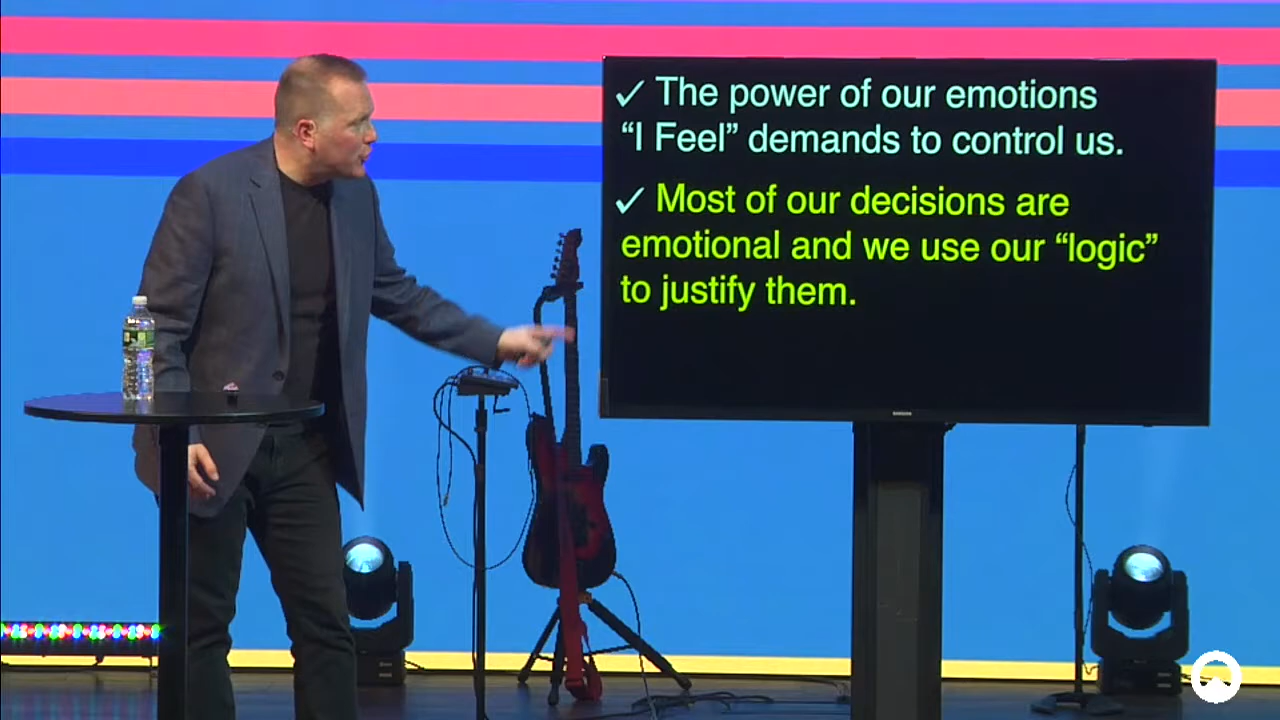 ✓ The power of our emotions
“I Feel” demands to control us.
✓ Most of our decisions are
emotional and we use our “logic”
to justify them.
SAMSUNG